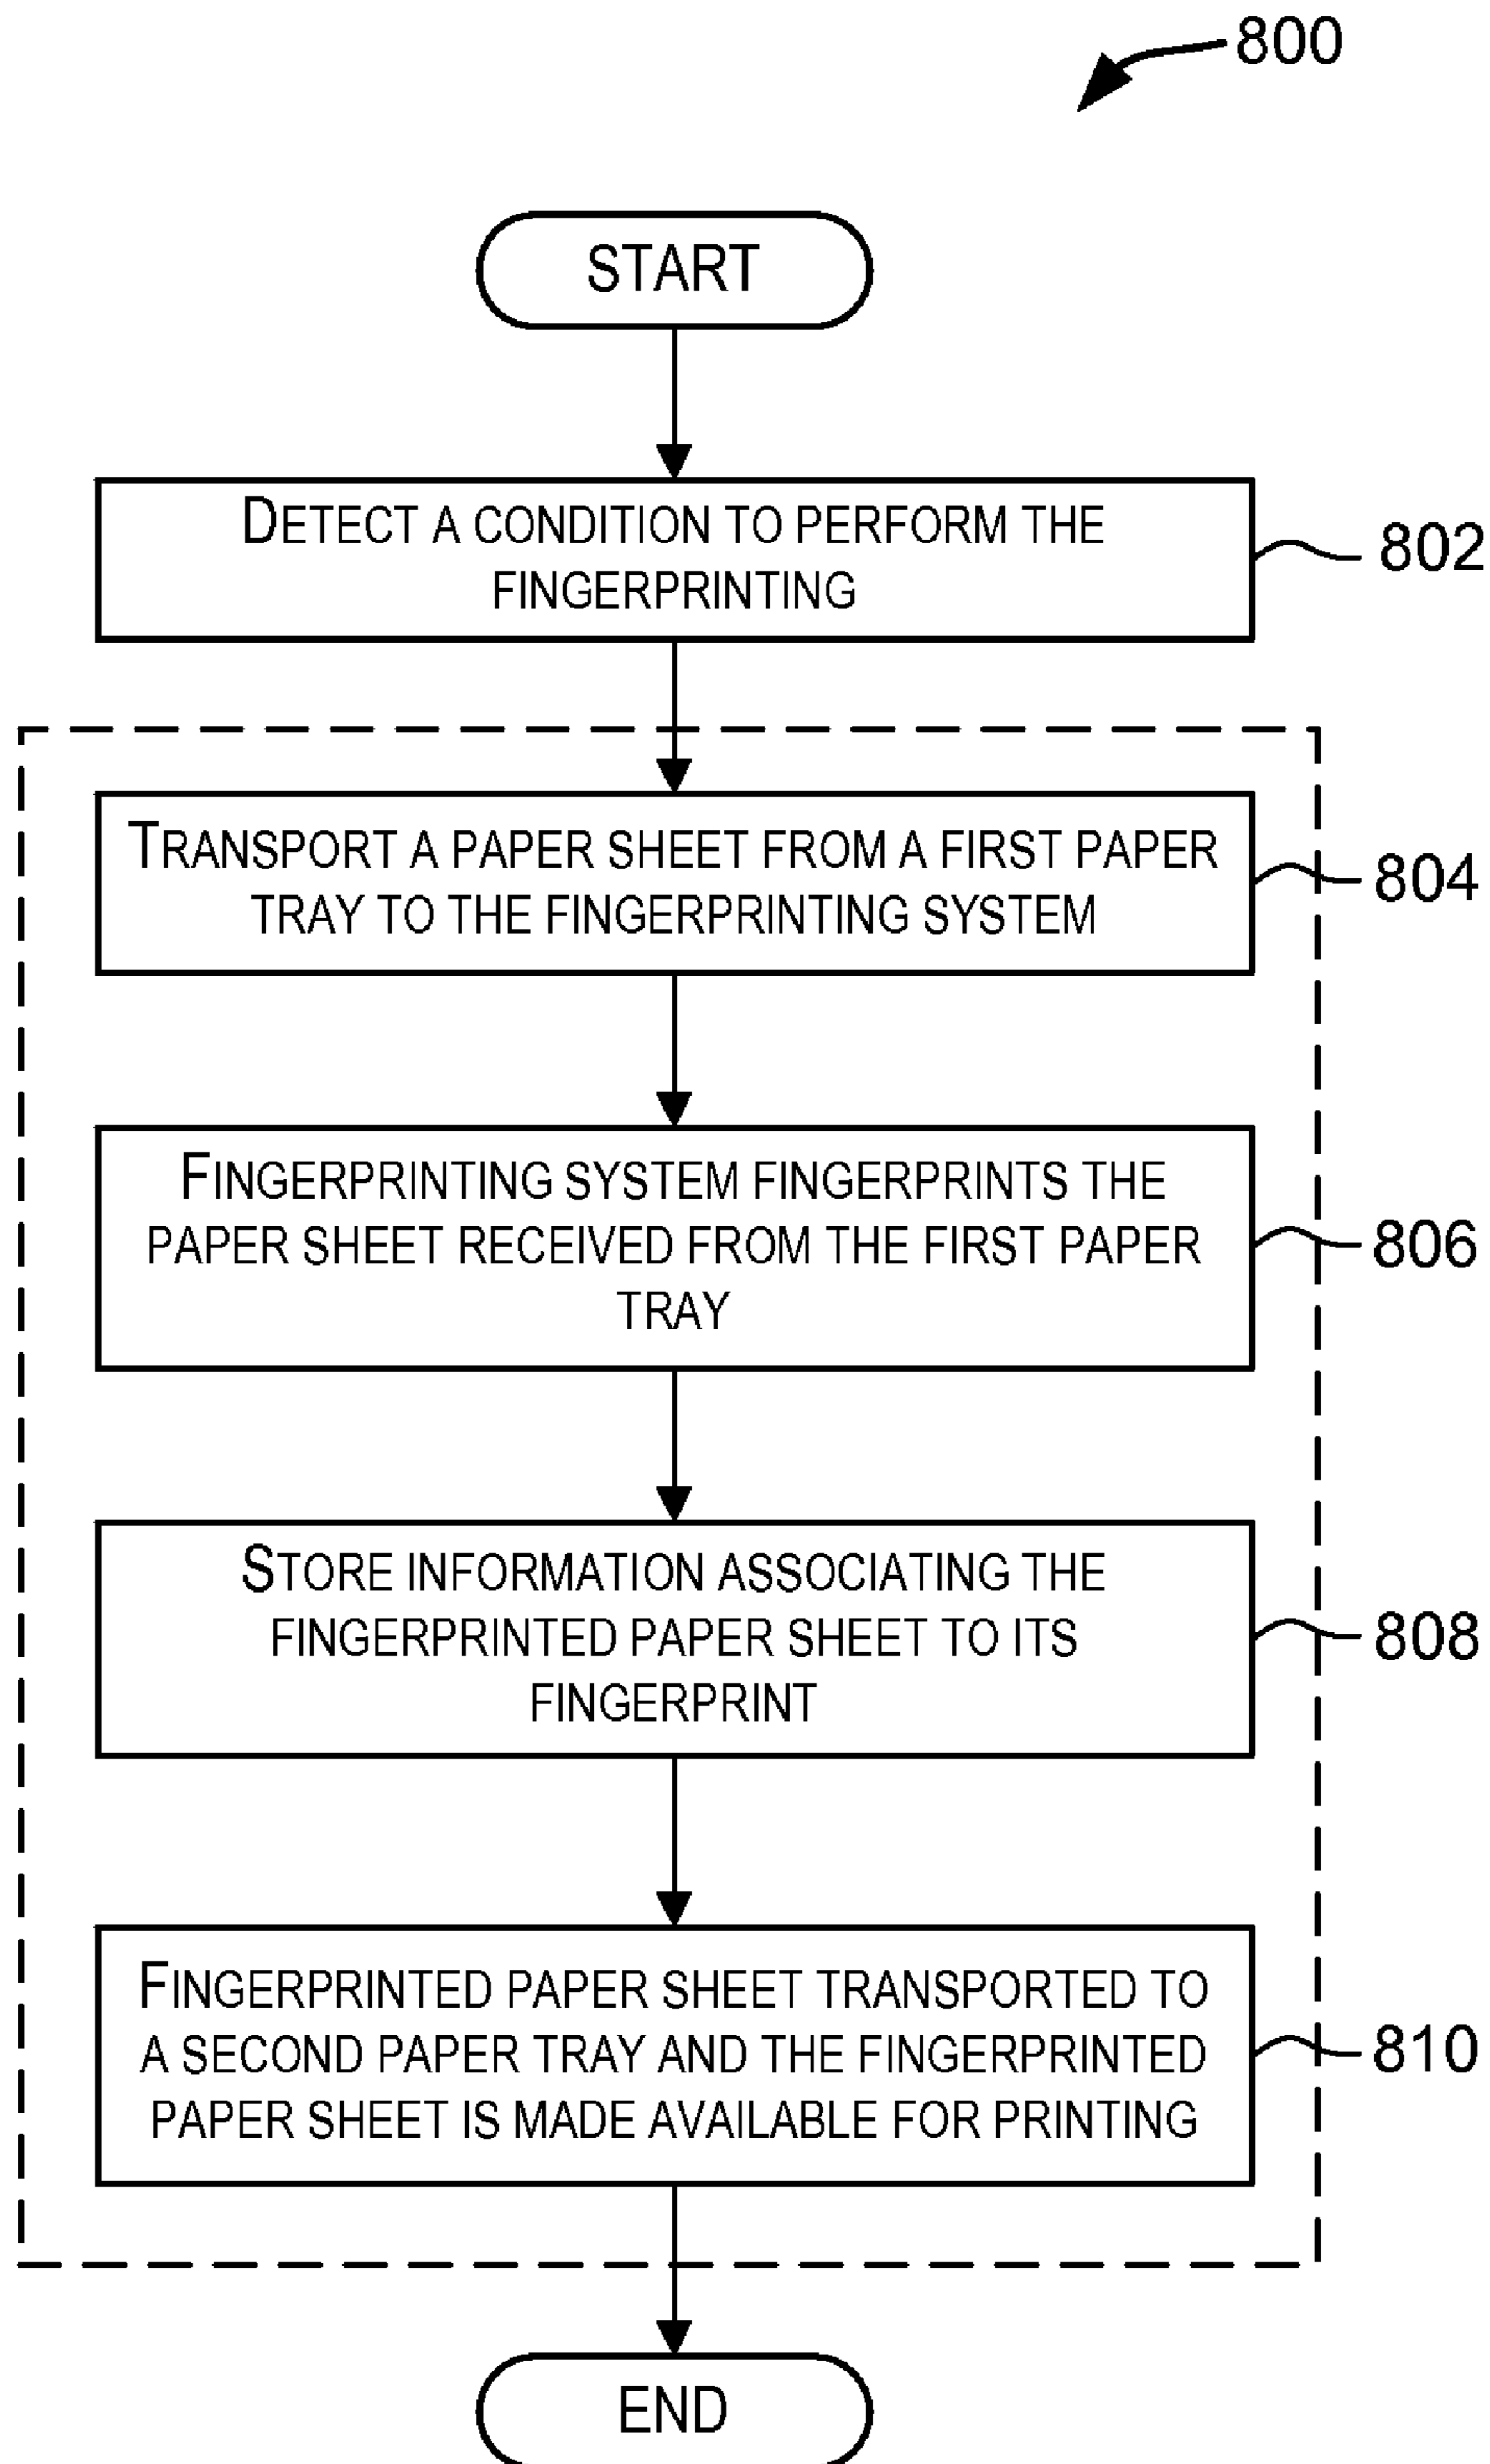 800
START
DETECT A CONDITION TO PERFORM THE
FINGERPRINTING
802
TRANSPORT A PAPER SHEET FROM A FIRST PAPER
TRAY TO THE FINGERPRINTING SYSTEM
804
FINGERPRINTING SYSTEM FINGERPRINTS THE
PAPER SHEET RECEIVED FROM THE FIRST PAPER
TRAY
806
STORE INFORMATION ASSOCIATING THE
FINGERPRINTED PAPER SHEET TO ITS
FINGERPRINT
808
FINGERPRINTED PAPER SHEET TRANSPORTED TO
A SECOND PAPER TRAY AND THE FINGERPRINTED
PAPER SHEET IS MADE AVAILABLE FOR PRINTING
810
END